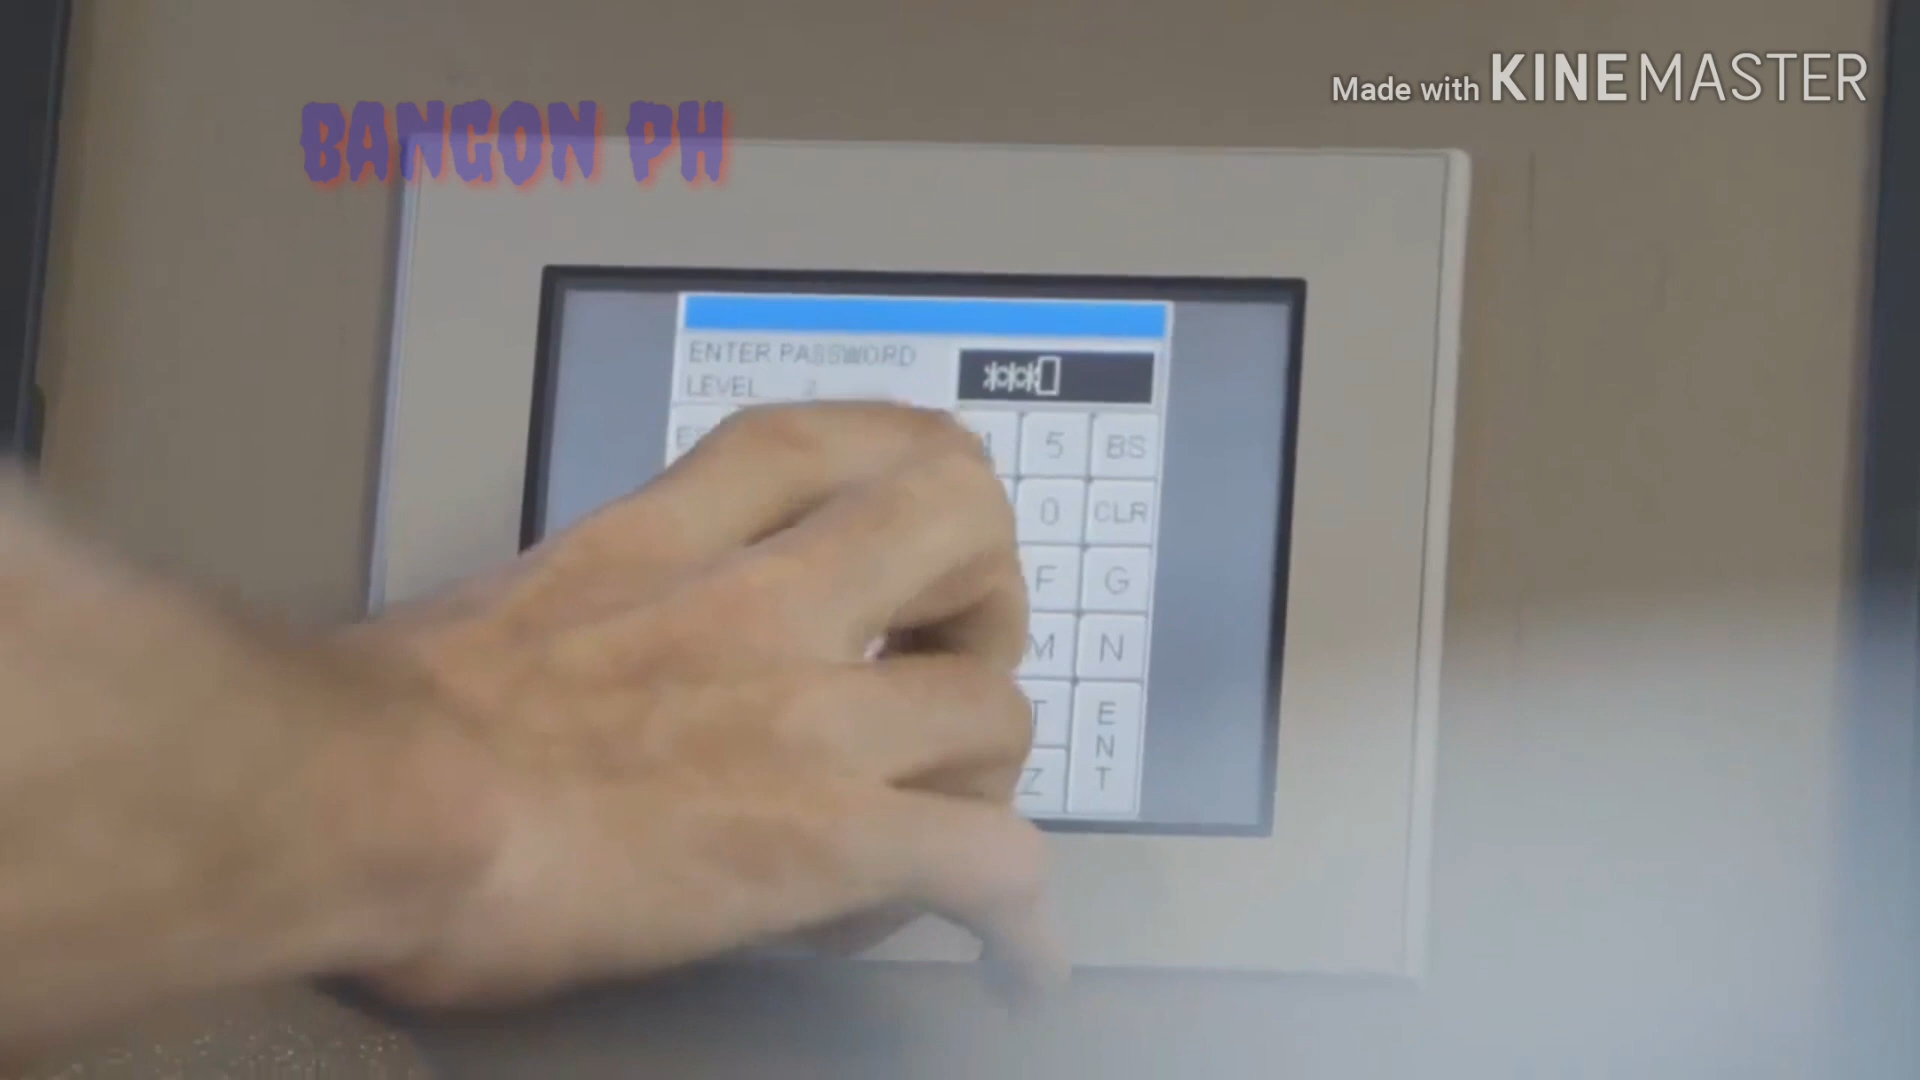 Made with KINEMASTER
BANGON PH
ENTER PASSWORD
LEVEL
***
5 BS
0 CLR
F G
M N
T ENT
Z